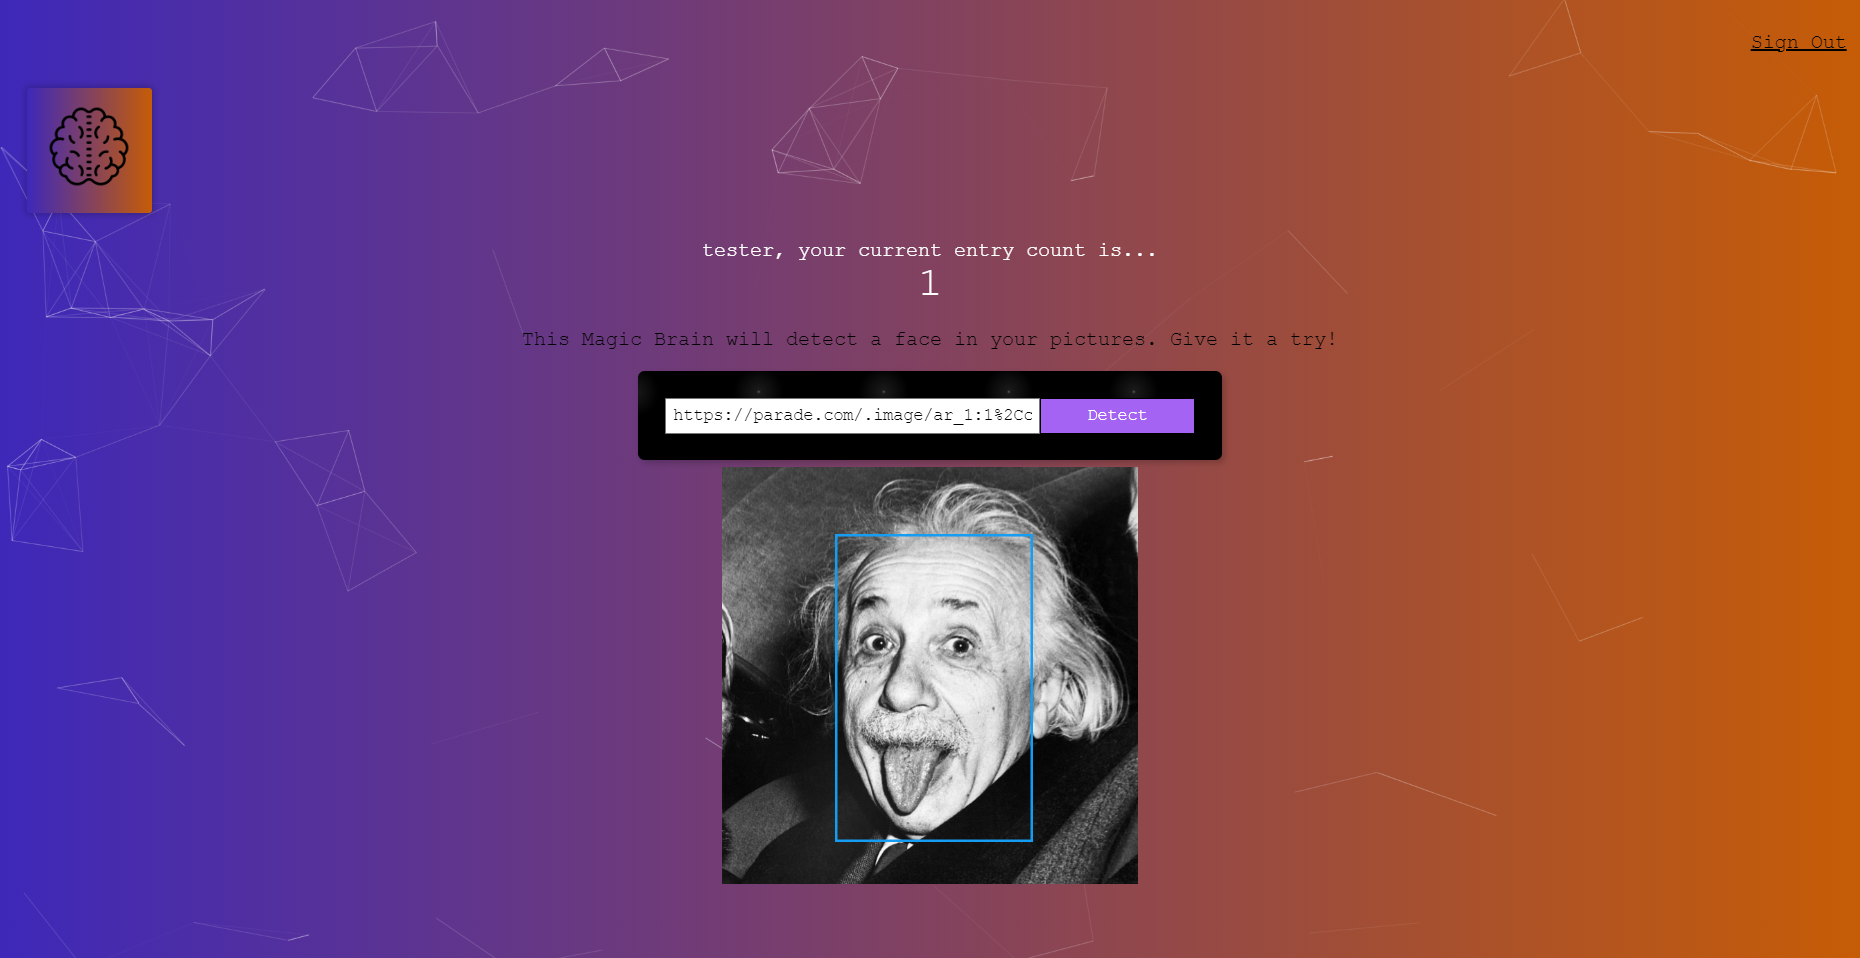 Sign Out
tester, your current entry count is...
1
This Magic Brain will detect a face in your pictures. Give it a try!
https://parade.com/.image/ar_1:1%2Cc
Detect